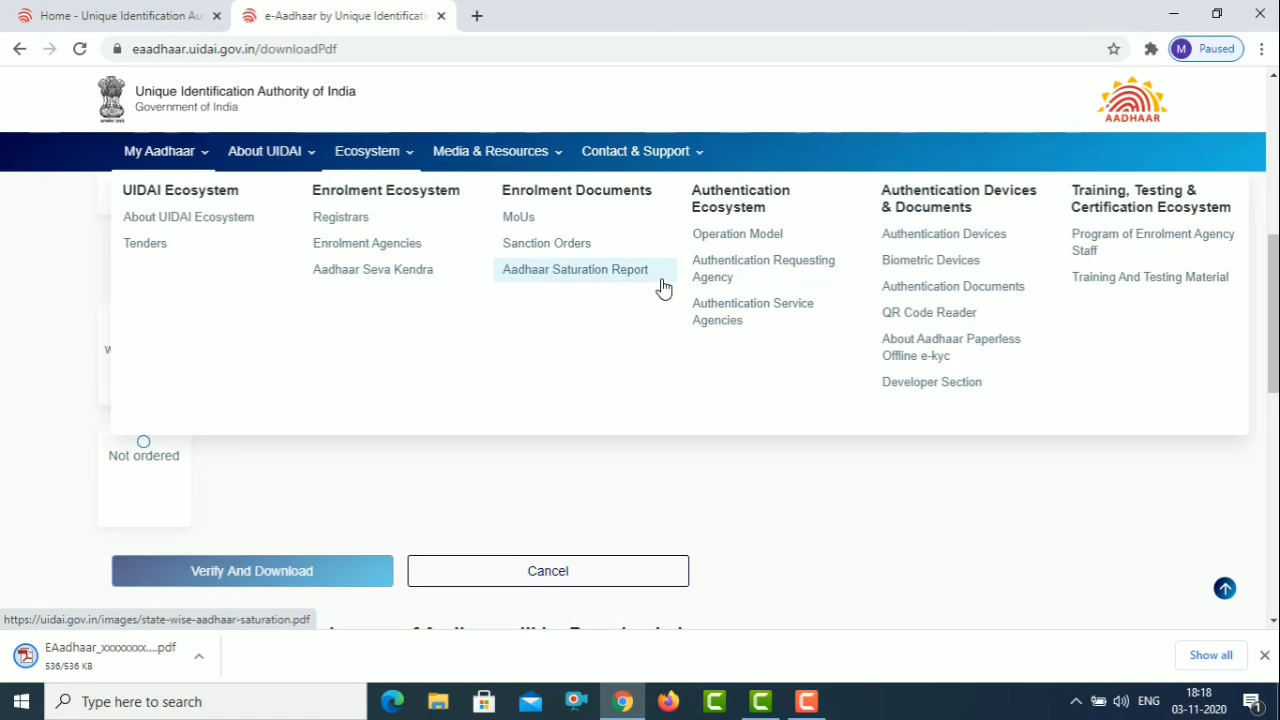 Home - Unique Identification Au
e-Aadhaar by Unique Identificati
eaadhaar.uidai.gov.in/downloadPdf
M Paused
Unique Identification Authority of India
Government of India
AADHAAR
My Aadhaar About UIDAI Ecosystem Media & Resources Contact & Support
UIDAI Ecosystem
About UIDAI Ecosystem
Tenders
Enrolment Ecosystem
Registrars
Enrolment Agencies
Aadhaar Seva Kendra
Enrolment Documents
MoUs
Sanction Orders
Aadhaar Saturation Report
Authentication
Ecosystem
Operation Model
Authentication Requesting
Agency
Authentication Service
Agencies
Authentication Devices
& Documents
Authentication Devices
Biometric Devices
Authentication Documents
QR Code Reader
About Aadhaar Paperless
Offline e-kyc
Developer Section
Training, Testing &
Certification Ecosystem
Program of Enrolment Agency
Staff
Training And Testing Material
Not ordered
Verify And Download
Cancel
https://uidai.gov.in/images/state-wise-aadhaar-saturation.pdf
EAadhaar_xxxxxxxx....pdf
536/536 KB
Show all
Type here to search
ENG
18:18
03-11-2020
1